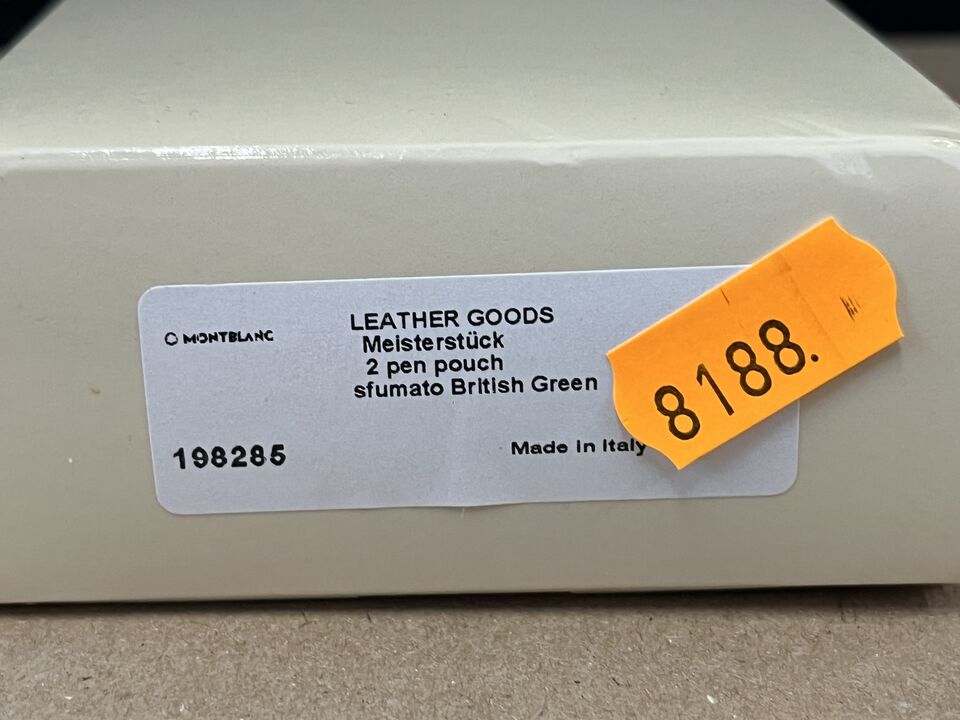 MONTBLANC
LEATHER GOODS
Meisterstück
2 pen pouch
sfumato British Green
198285
Made in Italy
8188.